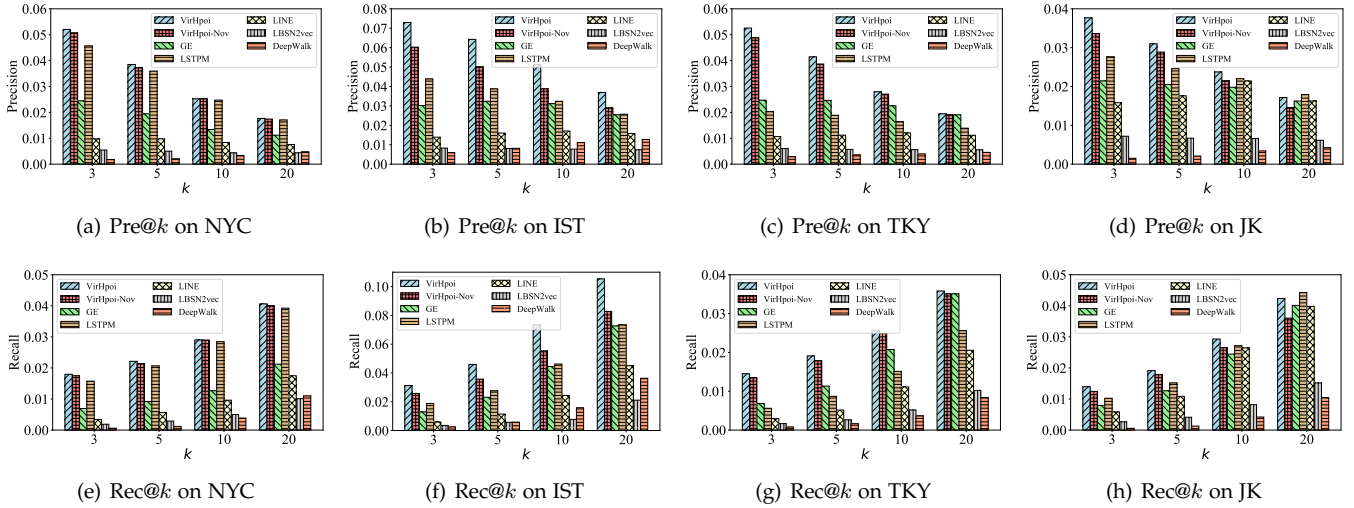 VirHpoi
VirHpoi-Nov
GE
LSTPM
LINE
LBSN2vec
DeepWalk
Precision
0.06
0.05
0.04
0.03
0.02
0.01
0.00
3 5 10 20
k
(a) Pre@k on NYC
VirHpoi
VirHpoi-Nov
GE
LSTPM
LINE
LBSN2vec
DeepWalk
Precision
0.08
0.07
0.06
0.05
0.04
0.03
0.01
0.00
3 5 10 20
k
(b) Pre@k on IST
VirHpoi
VirHpoi-Nov
GE
LSTPM
LINE
LBSN2vec
DeepWalk
Precision
0.06
0.05
0.04
0.03
0.02
0.01
0.00
3 5 10 20
k
(c) Pre@k on TKY
VirHpoi
VirHpoi-Nov
GE
LSTPM
LINE
LBSN2vec
DeepWalk
Precision
0.04
0.03
0.02
0.01
0.00
3 5 10 20
k
(d) Pre@k on JK
VirHpoi
VirHpoi-Nov
GE
LSTPM
LINE
LBSN2vec
DeepWalk
Recall
0.05
0.04
0.03
0.02
0.01
0.00
3 5 10 20
k
(e) Rec@k on NYC
VirHpoi
VirHpoi-Nov
GE
LSTPM
LINE
LBSN2vec
DeepWalk
Recall
0.10
0.08
0.06
0.04
0.02
0.00
3 5 10 20
k
(f) Rec@k on IST
VirHpoi
VirHpoi-Nov
GE
LSTPM
LINE
LBSN2vec
DeepWalk
Recall
0.04
0.03
0.02
0.01
0.00
3 5 10 20
k
(g) Rec@k on TKY
VirHpoi
VirHpoi-Nov
GE
LSTPM
LINE
LBSN2vec
DeepWalk
Recall
0.05
0.04
0.03
0.02
0.01
0.00
3 5 10 20
k
(h) Rec@k on JK